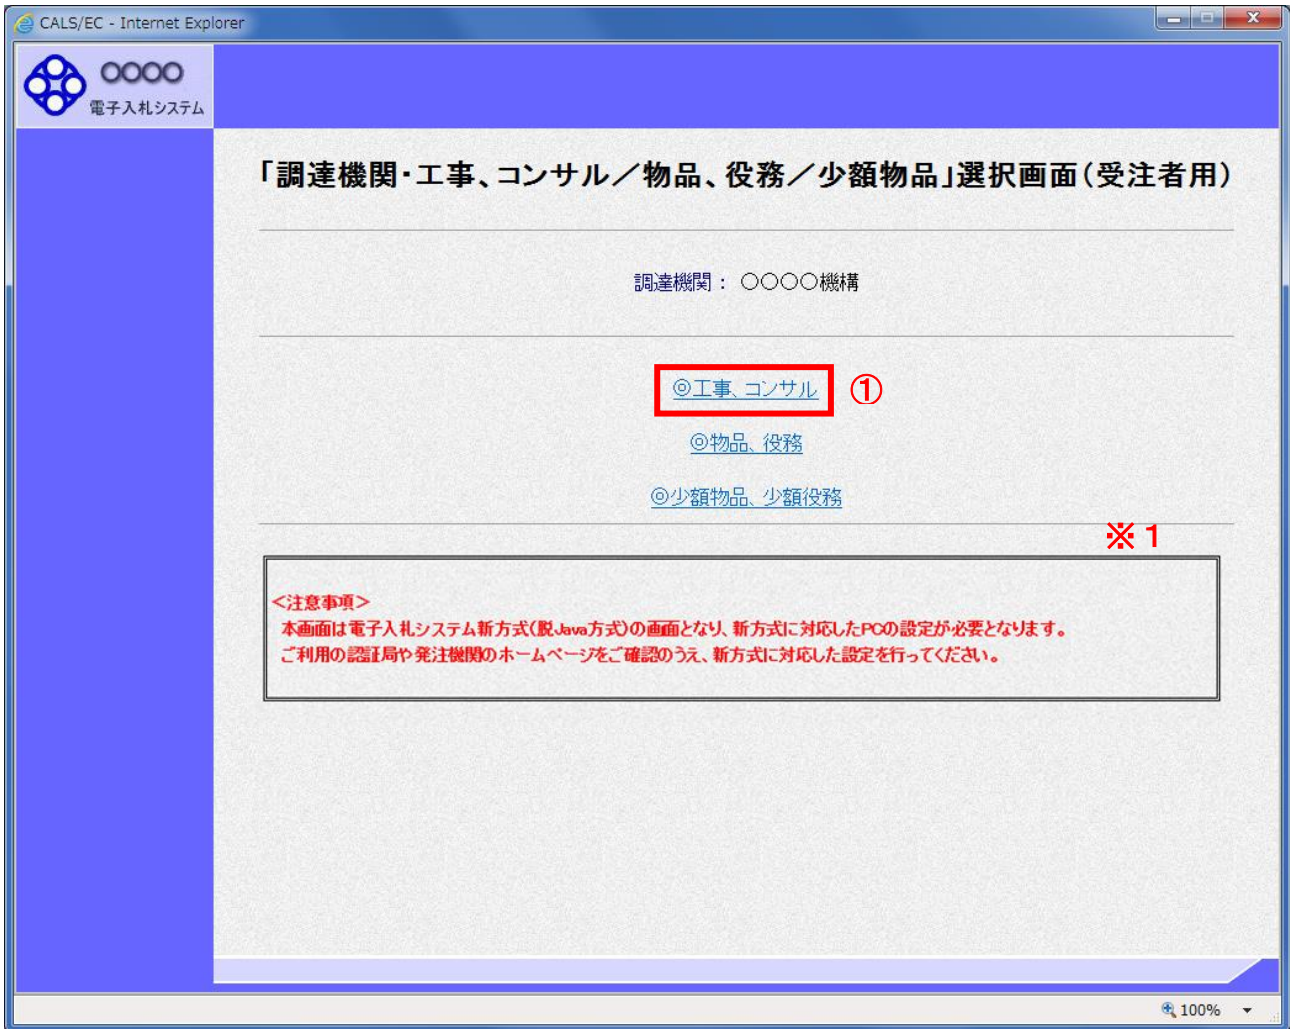 CALS/EC - Internet Explorer
〇〇〇〇
電子入札システム
「調達機関・工事、コンサル／物品、役務／少額物品」選択画面（受注者用）
調達機関： 〇〇〇〇機構
◎工事、コンサル ①
◎物品、役務
◎少額物品、少額役務
※１
＜注意事項＞
本画面は電子入札システム新方式(脱Java方式)の画面となり、新方式に対応したPCの設定が必要となります。
ご利用の認証局や発注機関のホームページをご確認のうえ、新方式に対応した設定を行ってください。
100%